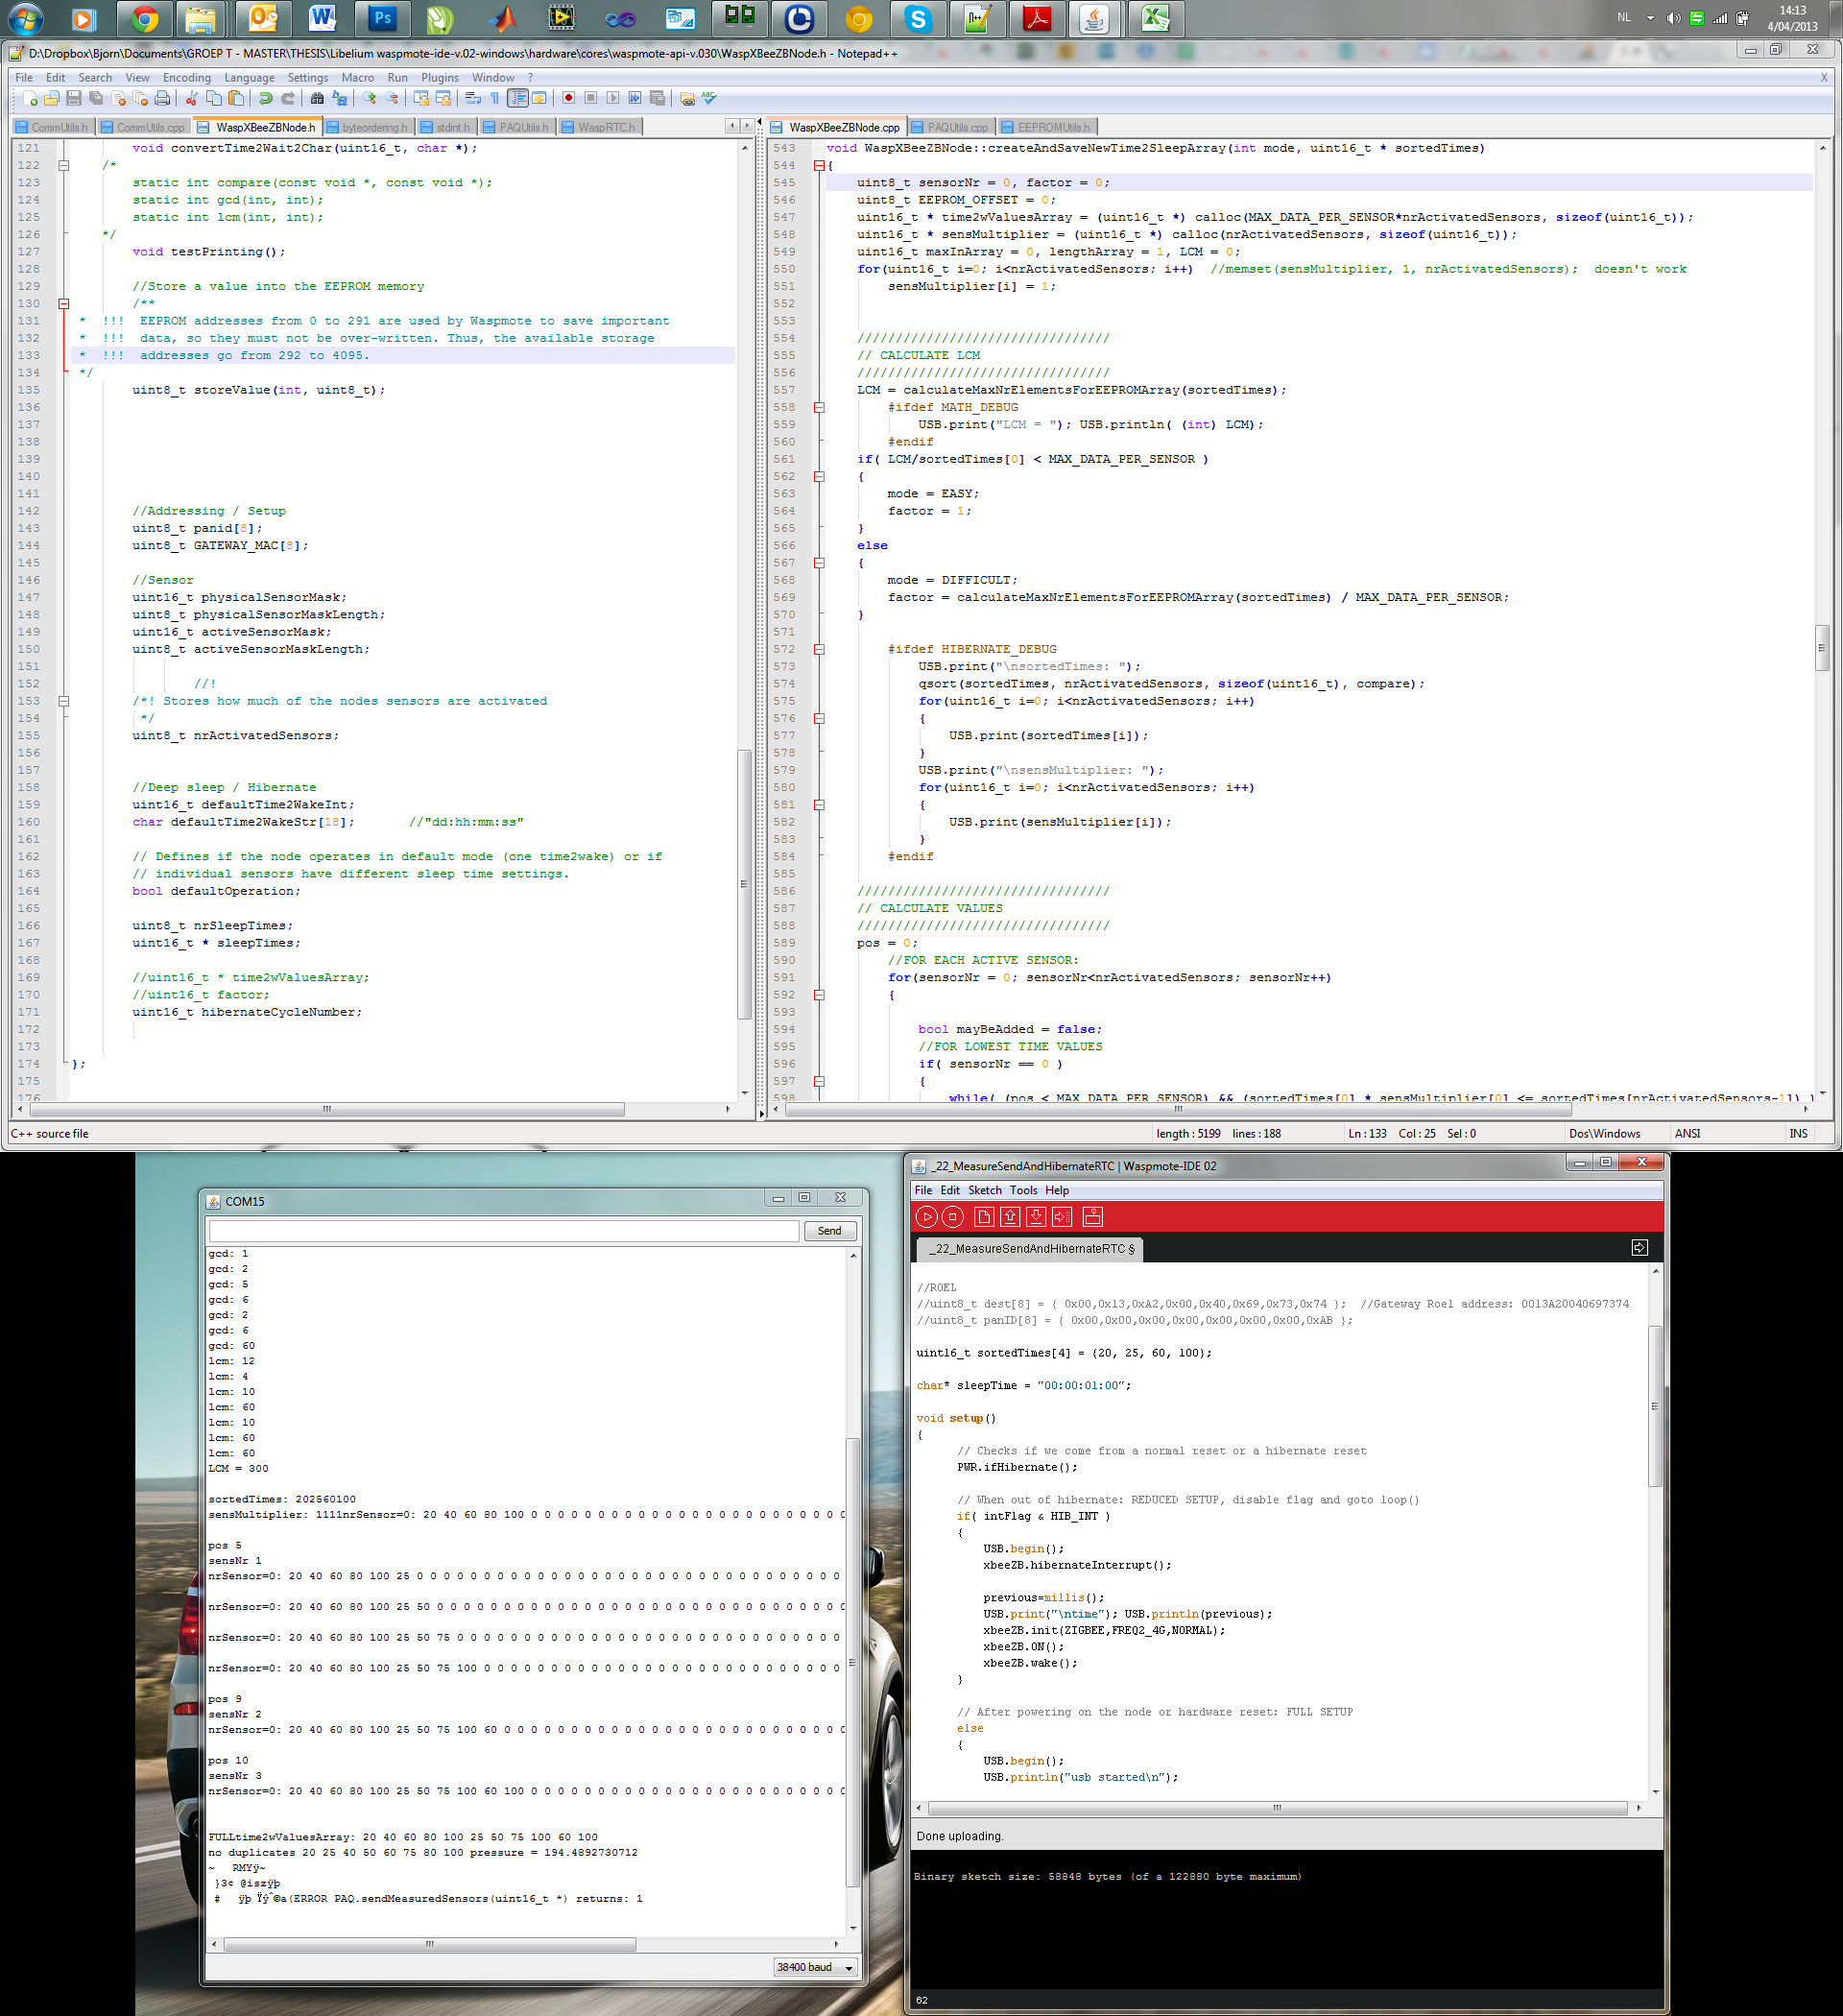 NL
14:13
4/04/2013
D:\Dropbox\Bjorn\Documents\GROEP T - MASTER\THESIS\Libelium waspmote-ide-v.02-windows\hardware\cores\waspmote-api-v.030\WaspXBeeZBNode.h - Notepad++
File Edit Search View Encoding Language Settings Macro Run Plugins Window ? X
CommUtils.h CommUtils.cpp WaspXBeeZBNode.h byteordering.h stdint.h PAQUtils.h WaspRTC.h
121 void convertTime2Wait2Char(uint16_t, char *);
122 /*
123 static int compare(const void *, const void *);
124 static int gcd(int, int);
125 static int lcm(int, int);
126 */
127 void testPrinting();
128
129 //Store a value into the EEPROM memory
130 /**
131 * !!! EEPROM addresses from 0 to 291 are used by Waspmote to save important
132 * !!! data, so they must not be over-written. Thus, the available storage
133 * !!! addresses go from 292 to 4095.
134 */
135 uint8_t storeValue(int, uint8_t);
136
137
138
139
140
141
142 //Addressing / Setup
143 uint8_t panid[8];
144 uint8_t GATEWAY_MAC[8];
145
146 //Sensor
147 uint16_t physicalSensorMask;
148 uint8_t physicalSensorMaskLength;
149 uint16_t activeSensorMask;
150 uint8_t activeSensorMaskLength;
151
152 //!
153 /*! Stores how much of the nodes sensors are activated
154 */
155 uint8_t nrActivatedSensors;
156
157
158 //Deep sleep / Hibernate
159 uint16_t defaultTime2WakeInt;
160 char defaultTime2WakeStr[18]; //"dd:hh:mm:ss"
161
162 // Defines if the node operates in default mode (one time2wake) or if
163 // individual sensors have different sleep time settings.
164 bool defaultOperation;
165
166 uint8_t nrSleepTimes;
167 uint16_t * sleepTimes;
168
169 //uint16_t * time2wValuesArray;
170 //uint16_t factor;
171 uint16_t hibernateCycleNumber;
172
173
174 };
175
176
WaspXBeeZBNode.cpp PAQUtils.cpp EEPROMUtils.h
543 void WaspXBeeZBNode::createAndSaveNewTime2SleepArray(int mode, uint16_t * sortedTimes)
544 {
545 uint8_t sensorNr = 0, factor = 0;
546 uint8_t EEPROM_OFFSET = 0;
547 uint16_t * time2wValuesArray = (uint16_t *) calloc(MAX_DATA_PER_SENSOR*nrActivatedSensors, sizeof(uint16_t));
548 uint16_t * sensMultiplier = (uint16_t *) calloc(nrActivatedSensors, sizeof(uint16_t));
549 uint16_t maxInArray = 0, lengthArray = 1, LCM = 0;
550 for(uint16_t i=0; i<nrActivatedSensors; i++) //memset(sensMultiplier, 1, nrActivatedSensors); doesn't work
551 sensMultiplier[i] = 1;
552
553
554 /////////////////////////////////
555 // CALCULATE LCM
556 /////////////////////////////////
557 LCM = calculateMaxNrElementsForEEPROMArray(sortedTimes);
558 #ifdef MATH_DEBUG
559 USB.print("LCM = "); USB.println( (int) LCM);
560 #endif
561 if( LCM/sortedTimes[0] < MAX_DATA_PER_SENSOR )
562 {
563 mode = EASY;
564 factor = 1;
565 }
566 else
567 {
568 mode = DIFFICULT;
569 factor = calculateMaxNrElementsForEEPROMArray(sortedTimes) / MAX_DATA_PER_SENSOR;
570 }
571
572 #ifdef HIBERNATE_DEBUG
573 USB.print("\nsortedTimes: ");
574 qsort(sortedTimes, nrActivatedSensors, sizeof(uint16_t), compare);
575 for(uint16_t i=0; i<nrActivatedSensors; i++)
576 {
577 USB.print(sortedTimes[i]);
578 }
579 USB.print("\nsensMultiplier: ");
580 for(uint16_t i=0; i<nrActivatedSensors; i++)
581 {
582 USB.print(sensMultiplier[i]);
583 }
584 #endif
585
586 /////////////////////////////////
587 // CALCULATE VALUES
588 /////////////////////////////////
589 pos = 0;
590 //FOR EACH ACTIVE SENSOR:
591 for(sensorNr = 0; sensorNr<nrActivatedSensors; sensorNr++)
592 {
593
594 bool mayBeAdded = false;
595 //FOR LOWEST TIME VALUES
596 if( sensorNr == 0 )
597 {
598 while( (pos < MAX_DATA_PER_SENSOR) && (sortedTimes[0] * sensMultiplier[0] <= sortedTimes[nrActivatedSensors-1]) )
C++ source file length : 5199 lines : 188 Ln : 133 Col : 25 Sel : 0 Dos\Windows ANSI INS
COM15
Send
gcd: 1
gcd: 2
gcd: 5
gcd: 6
gcd: 2
gcd: 6
gcd: 60
lcm: 12
lcm: 4
lcm: 10
lcm: 60
lcm: 10
lcm: 60
lcm: 60
LCM = 300
sortedTimes: 202560100
sensMultiplier: 1111nrSensor=0: 20 40 60 80 100 0 0 0 0 0 0 0 0 0 0 0 0 0 0 0 0 0 0 0 0 0 0 0 0
pos 5
sensNr 1
nrSensor=0: 20 40 60 80 100 25 0 0 0 0 0 0 0 0 0 0 0 0 0 0 0 0 0 0 0 0 0 0 0 0 0 0 0 0 0 0 0 0
nrSensor=0: 20 40 60 80 100 25 50 0 0 0 0 0 0 0 0 0 0 0 0 0 0 0 0 0 0 0 0 0 0 0 0 0 0 0 0 0 0
nrSensor=0: 20 40 60 80 100 25 50 75 0 0 0 0 0 0 0 0 0 0 0 0 0 0 0 0 0 0 0 0 0 0 0 0 0 0 0 0 0
nrSensor=0: 20 40 60 80 100 25 50 75 100 0 0 0 0 0 0 0 0 0 0 0 0 0 0 0 0 0 0 0 0 0 0 0 0 0 0 0
pos 9
sensNr 2
nrSensor=0: 20 40 60 80 100 25 50 75 100 60 0 0 0 0 0 0 0 0 0 0 0 0 0 0 0 0 0 0 0 0 0 0 0 0 0 0
pos 10
sensNr 3
nrSensor=0: 20 40 60 80 100 25 50 75 100 60 100 0 0 0 0 0 0 0 0 0 0 0 0 0 0 0 0 0 0 0 0 0 0 0 0
FULLtime2wValuesArray: 20 40 60 80 100 25 50 75 100 60 100
no duplicates 20 25 40 50 60 75 80 100 pressure = 194.4892730712
~ RMYÿ~
}3¢ @iszÿþ
# ÿþ Ÿÿˆ©a(ERROR PAQ.sendMeasuredSensors(uint16_t *) returns: 1
38400 baud
_22_MeasureSendAndHibernateRTC | Waspmote-IDE 02
File Edit Sketch Tools Help
_22_MeasureSendAndHibernateRTC §
//ROEL
//uint8_t dest[8] = { 0x00,0x13,0xA2,0x00,0x40,0x69,0x73,0x74 }; //Gateway Roel address: 0013A20040697374
//uint8_t panID[8] = { 0x00,0x00,0x00,0x00,0x00,0x00,0x00,0xAB };
uint16_t sortedTimes[4] = {20, 25, 60, 100};
char* sleepTime = "00:00:01:00";
void setup()
{
// Checks if we come from a normal reset or a hibernate reset
PWR.ifHibernate();
// When out of hibernate: REDUCED SETUP, disable flag and goto loop()
if( intFlag & HIB_INT )
{
USB.begin();
xbeeZB.hibernateInterrupt();
previous=millis();
USB.print("\ntime"); USB.println(previous);
xbeeZB.init(ZIGBEE,FREQ2_4G,NORMAL);
xbeeZB.ON();
xbeeZB.wake();
}
// After powering on the node or hardware reset: FULL SETUP
else
{
USB.begin();
USB.println("usb started\n");
Done uploading.
Binary sketch size: 58848 bytes (of a 122880 byte maximum)
62